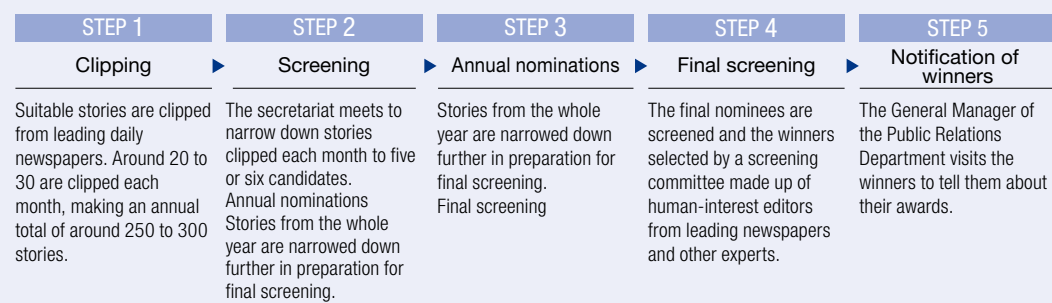 STEP 1
Clipping
Suitable stories are clipped
from leading daily
newspapers. Around 20 to
30 are clipped each
month, making an annual
total of around 250 to 300
stories.
STEP 2
Screening
The secretariat meets to
narrow down stories
clipped each month to five
or six candidates.
Annual nominations
Stories from the whole
year are narrowed down
further in preparation for
final screening.
STEP 3
Annual nominations
Stories from the whole
year are narrowed down
further in preparation for
final screening.
Final screening
STEP 4
Final screening
The final nominees are
screened and the winners
selected by a screening
committee made up of
human-interest editors
from leading newspapers
and other experts.
STEP 5
Notification of
winners
The General Manager of
the Public Relations
Department visits the
winners to tell them about
their awards.